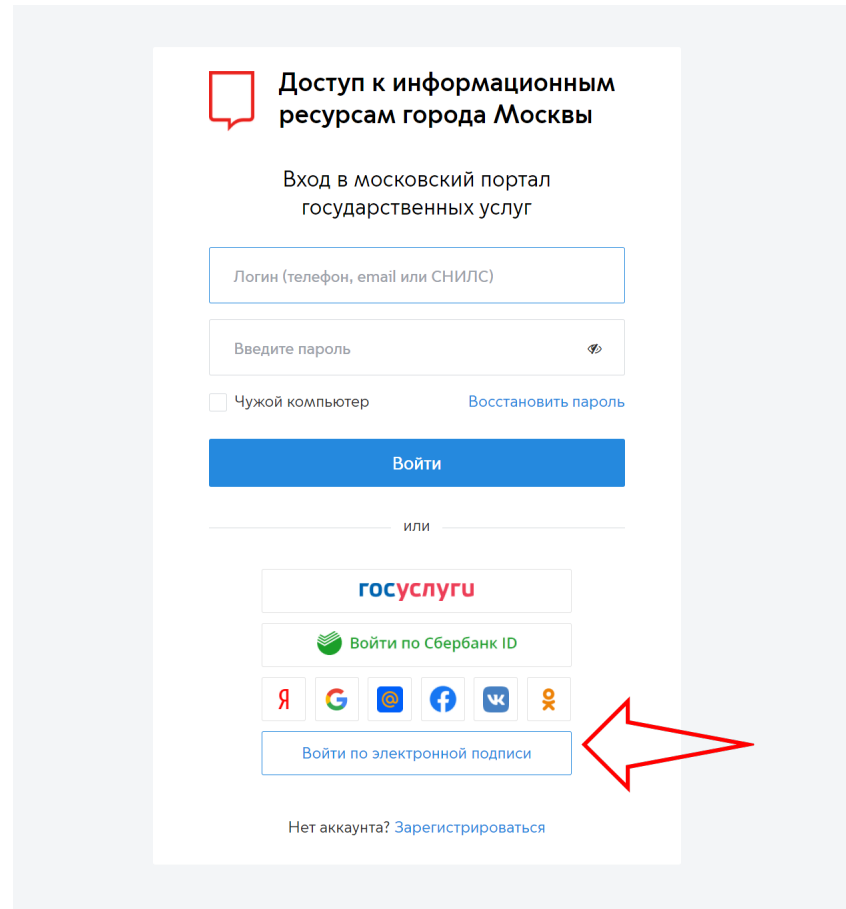 Доступ к информационным
ресурсам города Москвы
Вход в московский портал
государственных услуг
Логин (телефон, email или СНИЛС)
Введите пароль
Чужой компьютер
Восстановить пароль
Войти
или
госуслуги
Войти по Сбербанк ID
Я G @ f VK
Войти по электронной подписи
Нет аккаунта? Зарегистрироваться